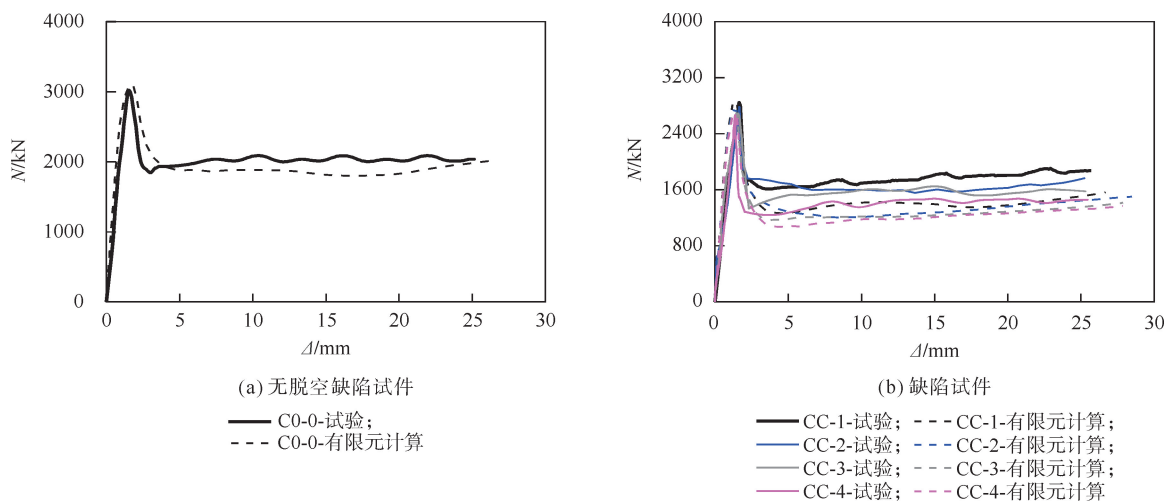 4000
3000
2000
1000
0
N/kN
0
5
10
15
20
25
30
Δ/mm
(a) 无脱空缺陷试件
C0-0-试验;
C0-0-有限元计算
4000
3200
2400
1600
800
0
N/kN
0
5
10
15
20
25
30
Δ/mm
(b) 缺陷试件
CC-1-试验; CC-1-有限元计算;
CC-2-试验; CC-2-有限元计算;
CC-3-试验; CC-3-有限元计算;
CC-4-试验; CC-4-有限元计算